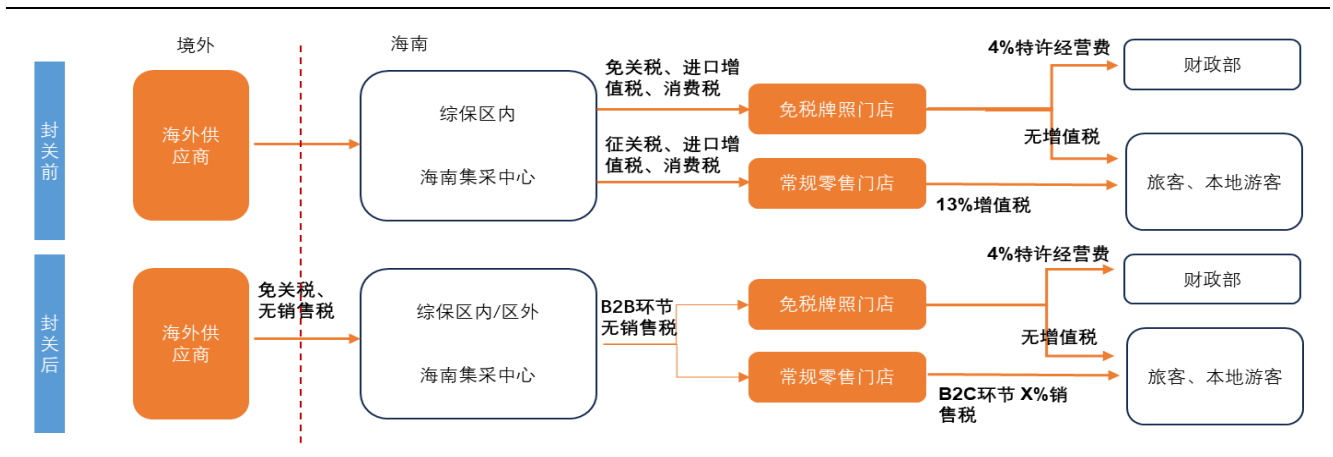 境外
海南
封关前
海外供
应商
综保区内
海南集采中心
免关税、进口增
值税、消费税
征关税、进口增
值税、消费税
免税牌照门店
常规零售门店
4%特许经营费
无增值税
13%增值税
财政部
旅客、本地游客
封关后
海外供
应商
免关税、
无销售税
综保区内/区外
海南集采中心
B2B环节
无销售税
免税牌照门店
常规零售门店
4%特许经营费
无增值税
B2C环节 X%销
售税
财政部
旅客、本地游客